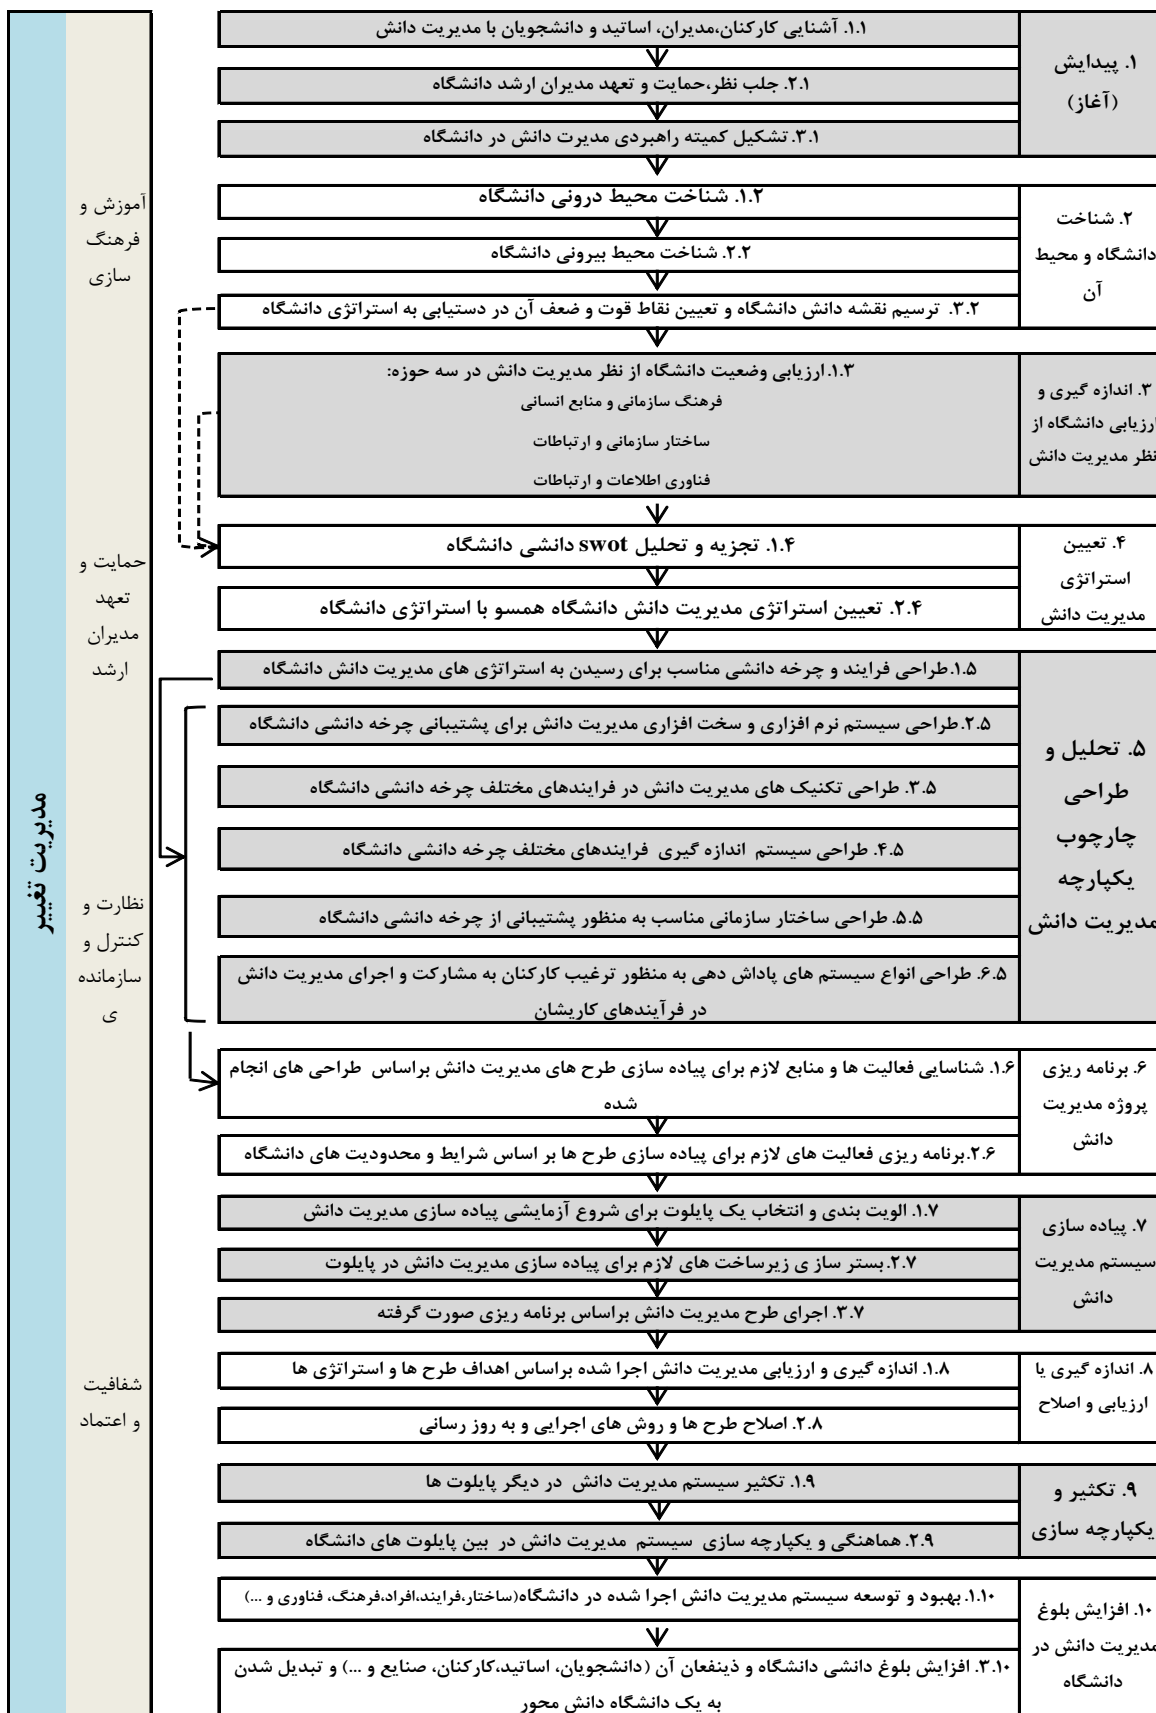 ۱. پیدایش
(آغاز)
۱.۱. آشنایی کارکنان،مدیران، اساتید و دانشجویان با مدیریت دانش
۲.۱. جلب نظر،حمایت و تعهد مدیران ارشد دانشگاه
۳.۱. تشکیل کمیته راهبردی مدیرت دانش در دانشگاه
۲. شناخت
دانشگاه و محیط
آن
۱.۲. شناخت محیط درونی دانشگاه
۲.۲. شناخت محیط بیرونی دانشگاه
۳.۲. ترسیم نقشه دانش دانشگاه و تعیین نقاط قوت و ضعف آن در دستیابی به استراتژی دانشگاه
۳. اندازه گیری و
ارزیابی دانشگاه از
نظر مدیریت دانش
۱.۳.ارزیابی وضعیت دانشگاه از نظر مدیریت دانش در سه حوزه:
فرهنگ سازمانی و منابع انسانی
ساختار سازمانی و ارتباطات
فناوری اطلاعات و ارتباطات
۴. تعیین
استراتژی
مدیریت دانش
۱.۴. تجزیه و تحلیل swot دانشی دانشگاه
۲.۴. تعیین استراتژی مدیریت دانش دانشگاه همسو با استراتژی دانشگاه
۵. تحلیل و
طراحی
چارچوب
یکپارچه
مدیریت دانش
۱.۵.طراحی فرایند و چرخه دانشی مناسب برای رسیدن به استراتژی های مدیریت دانش دانشگاه
۲.۵.طراحی سیستم نرم افزاری و سخت افزاری مدیریت دانش برای پشتیبانی چرخه دانشی دانشگاه
۳.۵. طراحی تکنیک های مدیریت دانش در فرایندهای مختلف چرخه دانشی دانشگاه
۴.۵. طراحی سیستم اندازه گیری فرایندهای مختلف چرخه دانشی دانشگاه
۵.۵. طراحی ساختار سازمانی مناسب به منظور پشتیبانی از چرخه دانشی دانشگاه
۶.۵. طراحی انواع سیستم های پاداش دهی به منظور ترغیب کارکنان به مشارکت و اجرای مدیریت دانش
در فرآیندهای کاریشان
۶. برنامه ریزی
پروژه مدیریت
دانش
۱.۶. شناسایی فعالیت ها و منابع لازم برای پیاده سازی طرح های مدیریت دانش براساس طراحی های انجام
شده
۲.۶.برنامه ریزی فعالیت های لازم برای پیاده سازی طرح ها بر اساس شرایط و محدودیت های دانشگاه
۷. پیاده سازی
سیستم مدیریت
دانش
۱.۷. الویت بندی و انتخاب یک پایلوت برای شروع آزمایشی پیاده سازی مدیریت دانش
۲.۷.بستر ساز ی زیرساخت های لازم برای پیاده سازی مدیریت دانش در پایلوت
۳.۷. اجرای طرح مدیریت دانش براساس برنامه ریزی صورت گرفته
۸. اندازه گیری یا
ارزیابی و اصلاح
۱.۸. اندازه گیری و ارزیابی مدیریت دانش اجرا شده براساس اهداف طرح ها و استراتژی ها
۲.۸. اصلاح طرح ها و روش های اجرایی و به روز رسانی
۹. تکثیر و
یکپارچه سازی
۱.۹. تکثیر سیستم مدیریت دانش در دیگر پایلوت ها
۲.۹. هماهنگی و یکپارچه سازی سیستم مدیریت دانش در بین پایلوت های دانشگاه
۱۰. افزایش بلوغ
مدیریت دانش در
دانشگاه
۱.۱۰. بهبود و توسعه سیستم مدیریت دانش اجرا شده در دانشگاه(ساختار،فرایند،افراد،فرهنگ، فناوری و ...)
۳.۱۰. افزایش بلوغ دانشی دانشگاه و ذینفعان آن (دانشجویان، اساتید،کارکنان، صنایع و ...) و تبدیل شدن
به یک دانشگاه دانش محور
آموزش و
فرهنگ
سازی
حمایت و
تعهد
مدیران
ارشد
نظارت و
کنترل و
سازمانده
ی
شفافیت
و اعتماد
مدیریت تغییر